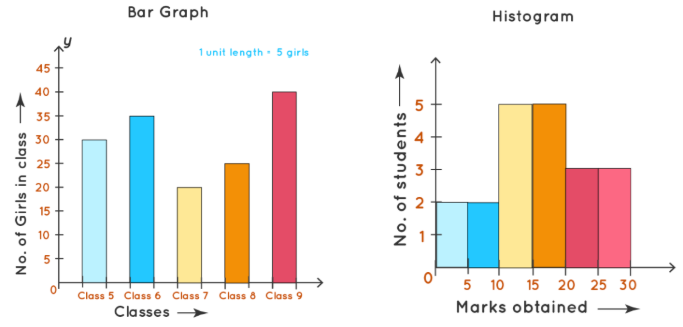 Bar Graph
y
1 unit length = 5 girls
45
40
35
30
25
20
15
10
5
0
No. of Girls in class
Class 5 Class 6 Class 7 Class 8 Class 9
Classes
Histogram
5
4
3
2
1
0
No. of students
5 10 15 20 25 30
Marks obtained